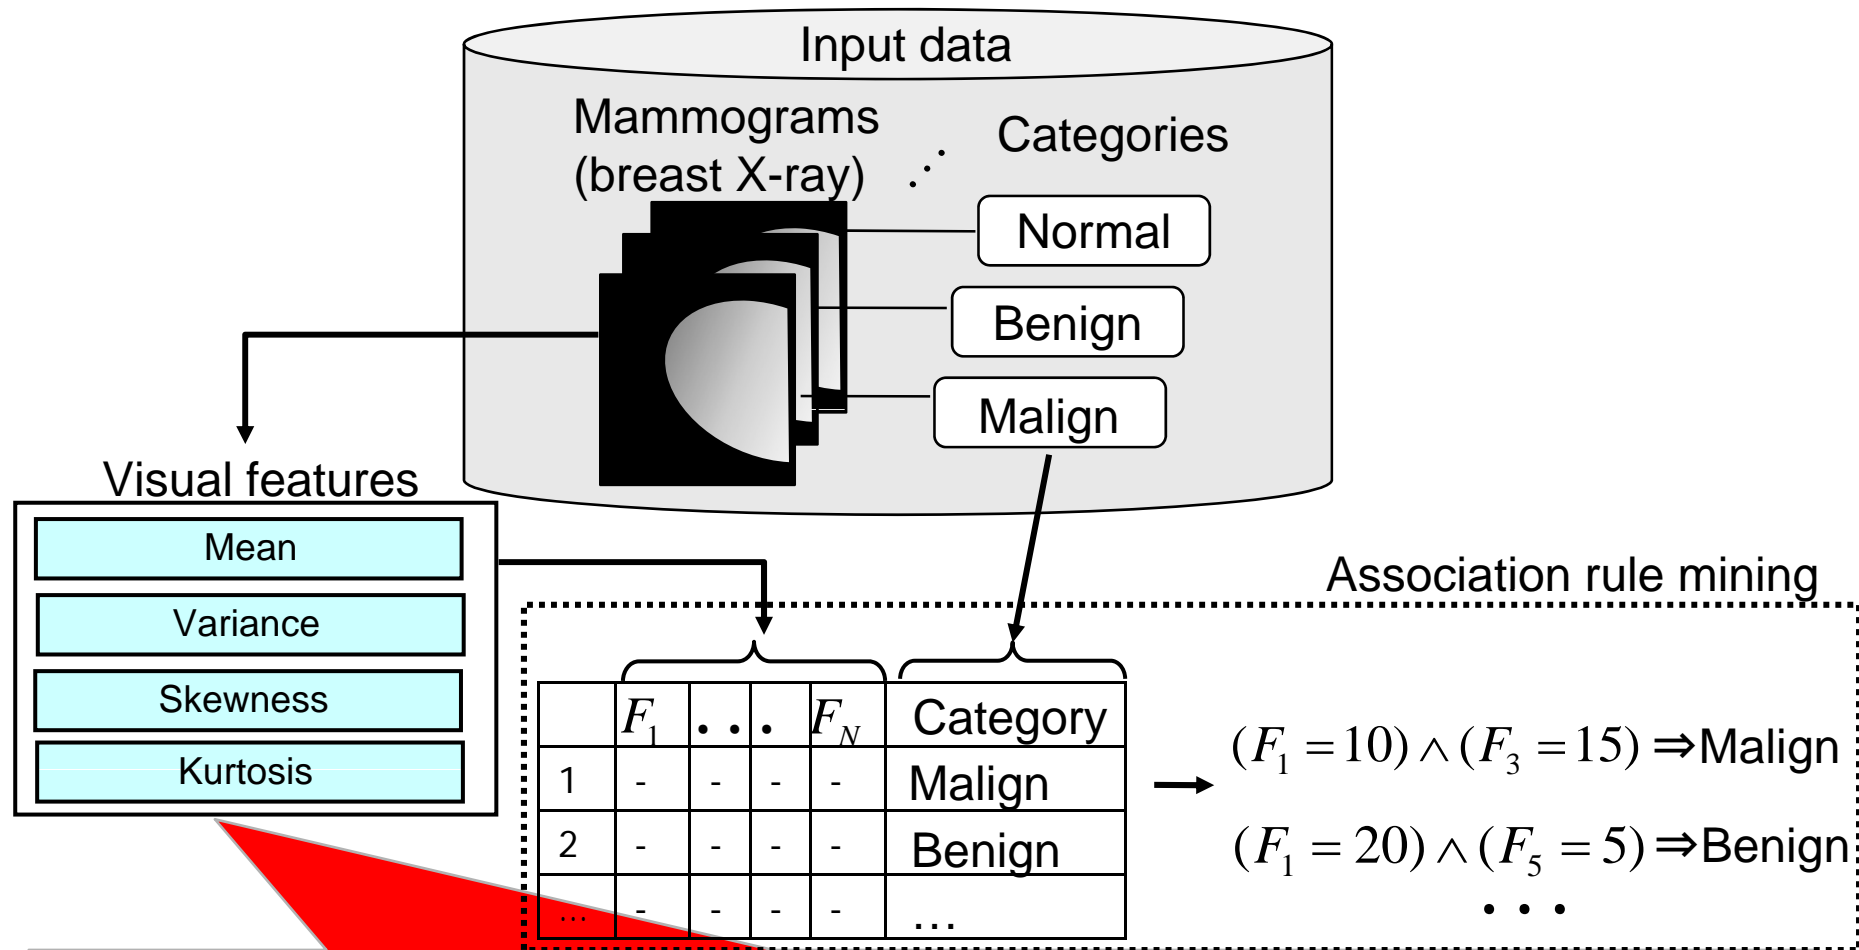 Input data
Mammograms
(breast X-ray)
⋰
Categories
Normal
Benign
Malign
Visual features
Mean
Variance
Skewness
Kurtosis
Association rule mining
F₁ . . . F_N Category
1 - - - - Malign
2 - - - - Benign
... - - - - ...
(F₁ = 10) ∧ (F₃ = 15) ⇒ Malign
(F₁ = 20) ∧ (F₅ = 5) ⇒ Benign
. . .